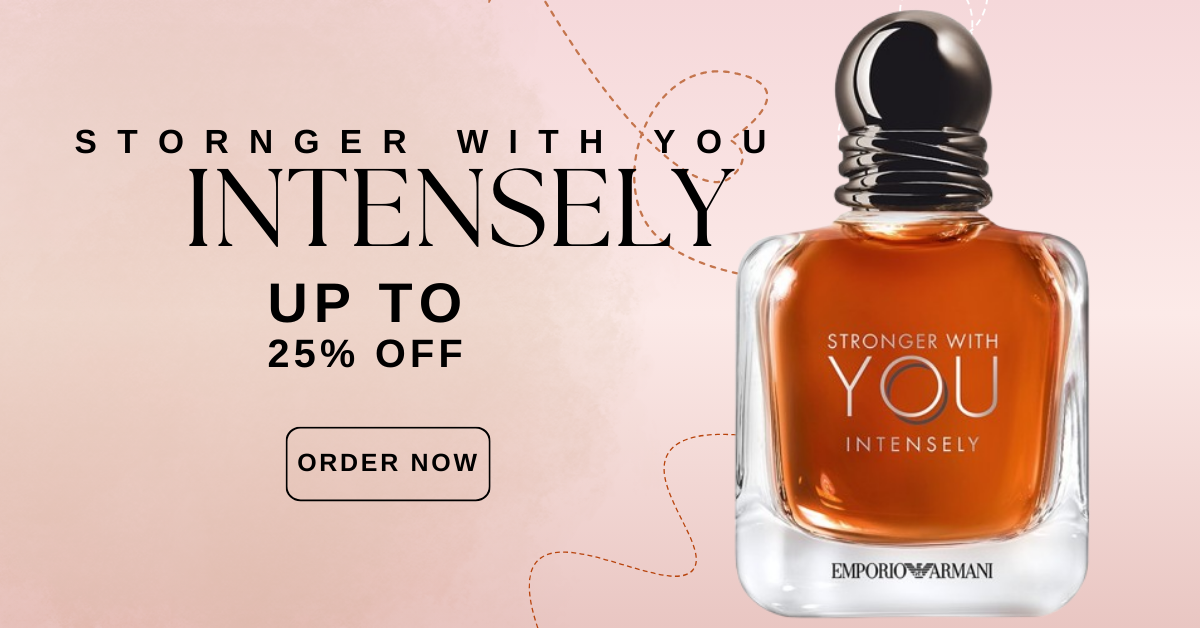 STORNGER WITH YOU
INTENSELY
UP TO
25% OFF
ORDER NOW
STRONGER WITH
YOU
INTENSELY
EMPORIO ARMANI